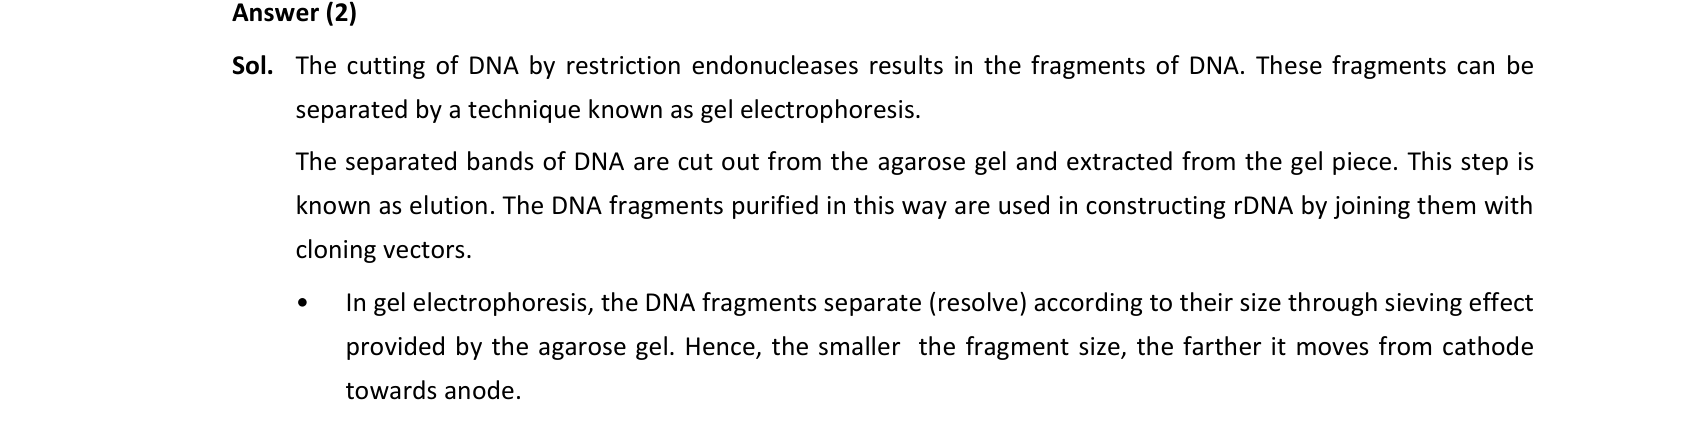 Answer (2)
Sol. The cutting of DNA by restriction endonucleases results in the fragments of DNA. These fragments can be
separated by a technique known as gel electrophoresis.
The separated bands of DNA are cut out from the agarose gel and extracted from the gel piece. This step is
known as elution. The DNA fragments purified in this way are used in constructing rDNA by joining them with
cloning vectors.
• In gel electrophoresis, the DNA fragments separate (resolve) according to their size through sieving effect
provided by the agarose gel. Hence, the smaller  the fragment size, the farther it moves from cathode
towards anode.